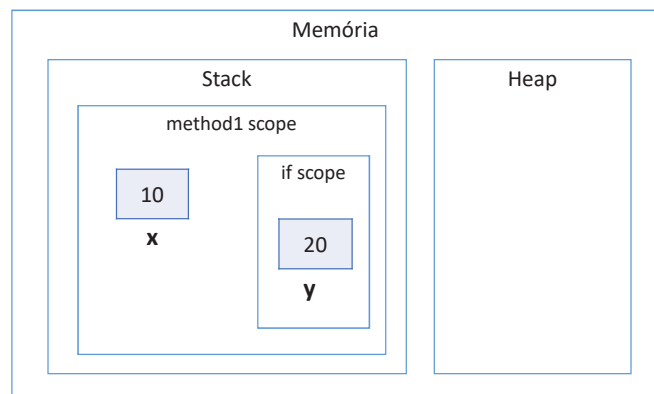 Memória
Stack
Heap
method1 scope
if scope
10
x
20
y